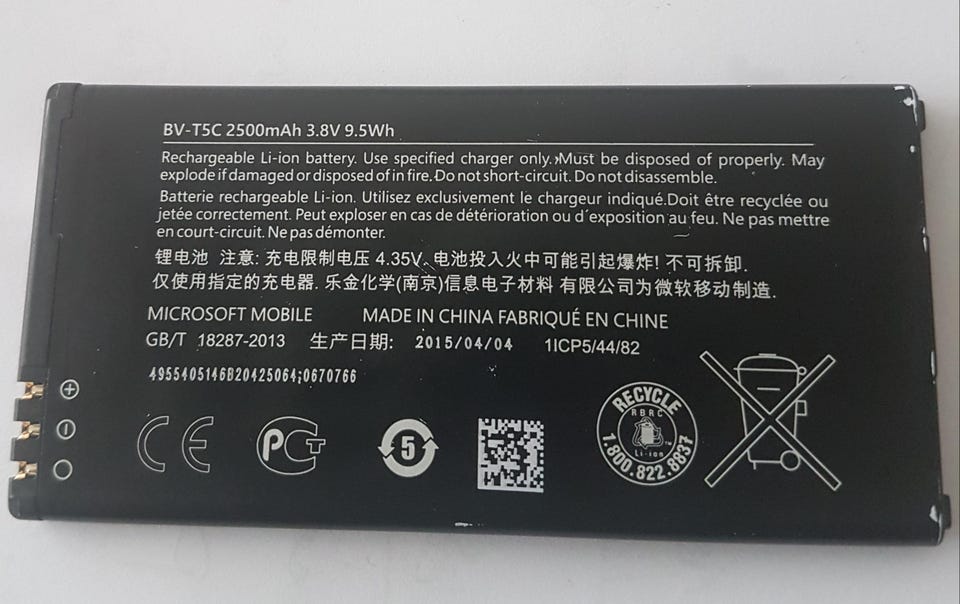 BV-T5C 2500mAh 3.8V 9.5Wh
Rechargeable Li-ion battery. Use specified charger only. Must be disposed of properly. May
explode if damaged or disposed of in fire. Do not short-circuit. Do not disassemble.
Batterie rechargeable Li-ion. Utilisez exclusivement le chargeur indiqué.Doit être recyclée ou
jetée correctement. Peut exploser en cas de détérioration ou d´exposition au feu. Ne pas mettre
en court-circuit. Ne pas démonter.
锂电池 注意: 充电限制电压 4.35V. 电池投入火中可能引起爆炸! 不可拆卸.
仅使用指定的充电器. 乐金化学(南京)信息电子材料 有限公司为微软移动制造.
MICROSOFT MOBILE MADE IN CHINA FABRIQUÉ EN CHINE
GB/T 18287-2013 生产日期: 2015/04/04 1ICP5/44/82
4955405146B20425064;0670766
+
-
CE PCT 5
RECYCLE
RBRC
Li-ion
1.800.822.8837